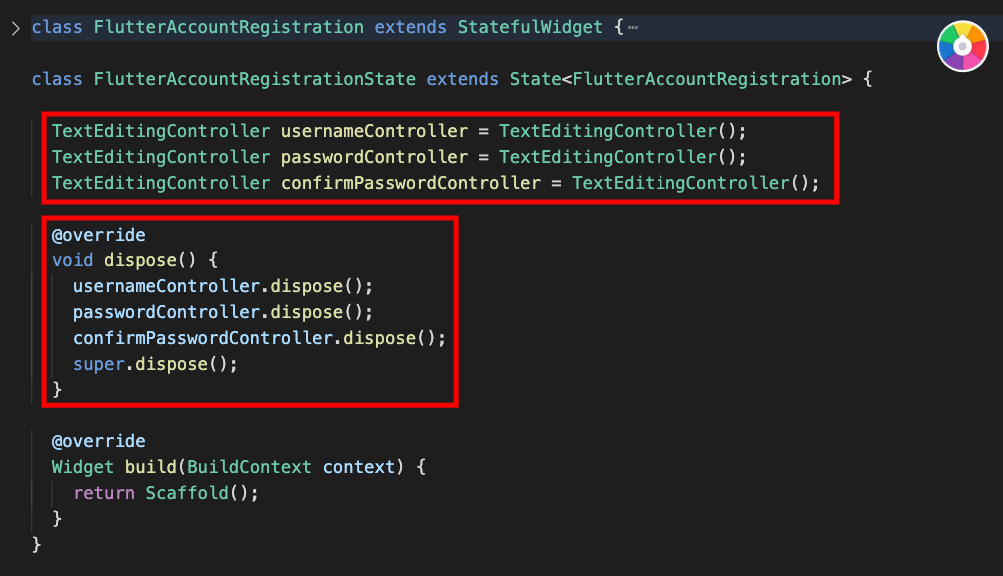 class FlutterAccountRegistration extends StatefulWidget {…

class FlutterAccountRegistrationState extends State<FlutterAccountRegistration> {

  TextEditingController usernameController = TextEditingController();
  TextEditingController passwordController = TextEditingController();
  TextEditingController confirmPasswordController = TextEditingController();

  @override
  void dispose() {
    usernameController.dispose();
    passwordController.dispose();
    confirmPasswordController.dispose();
    super.dispose();
  }

  @override
  Widget build(BuildContext context) {
    return Scaffold();
  }
}